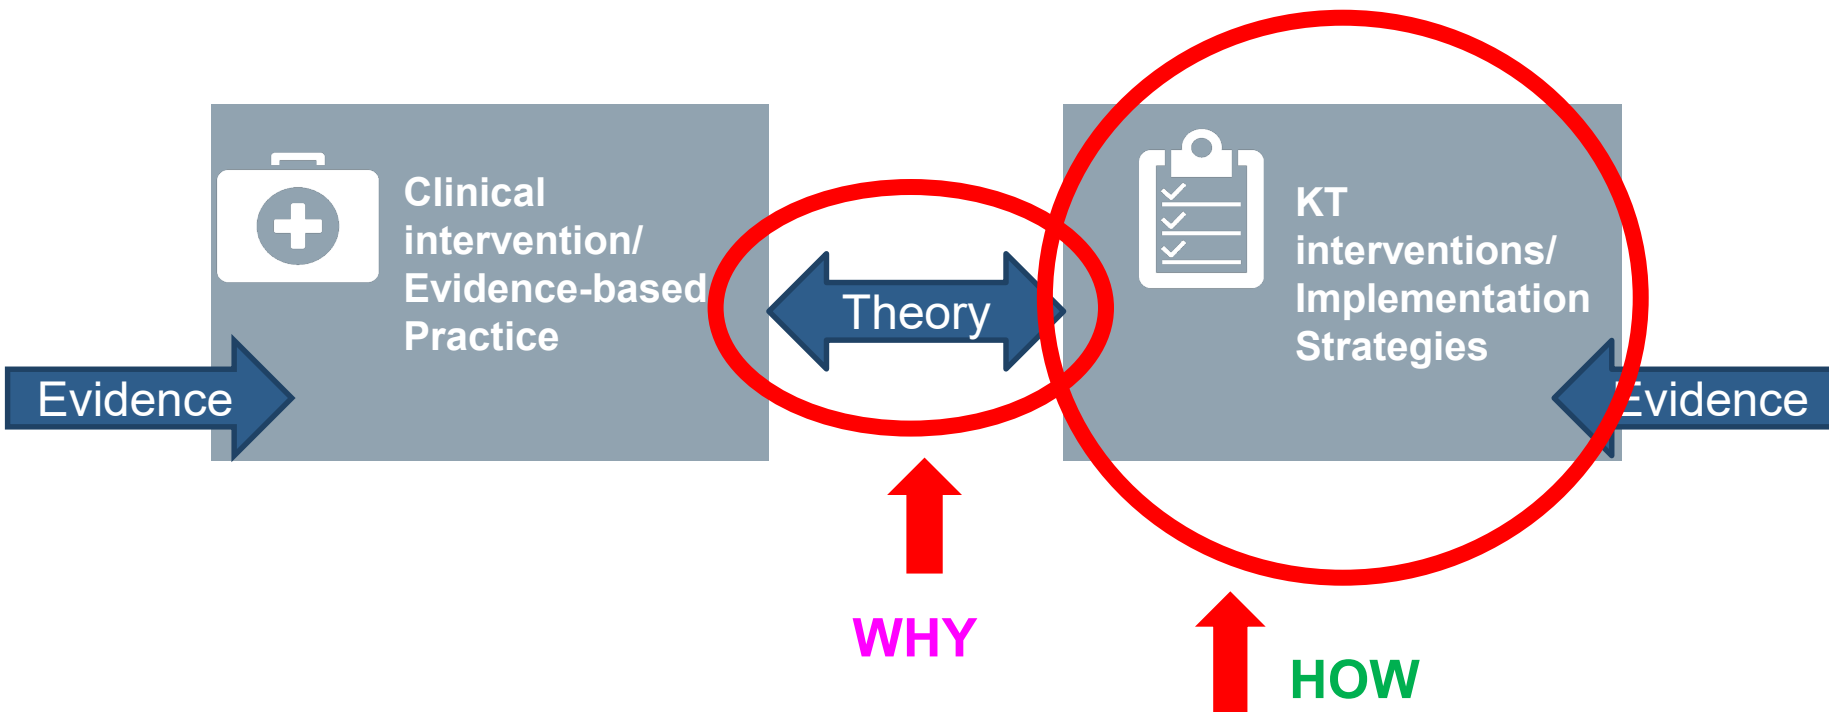 Clinical
intervention/
Evidence-based
Practice
Evidence
Theory
KT
interventions/
Implementation
Strategies
Evidence
WHY
HOW